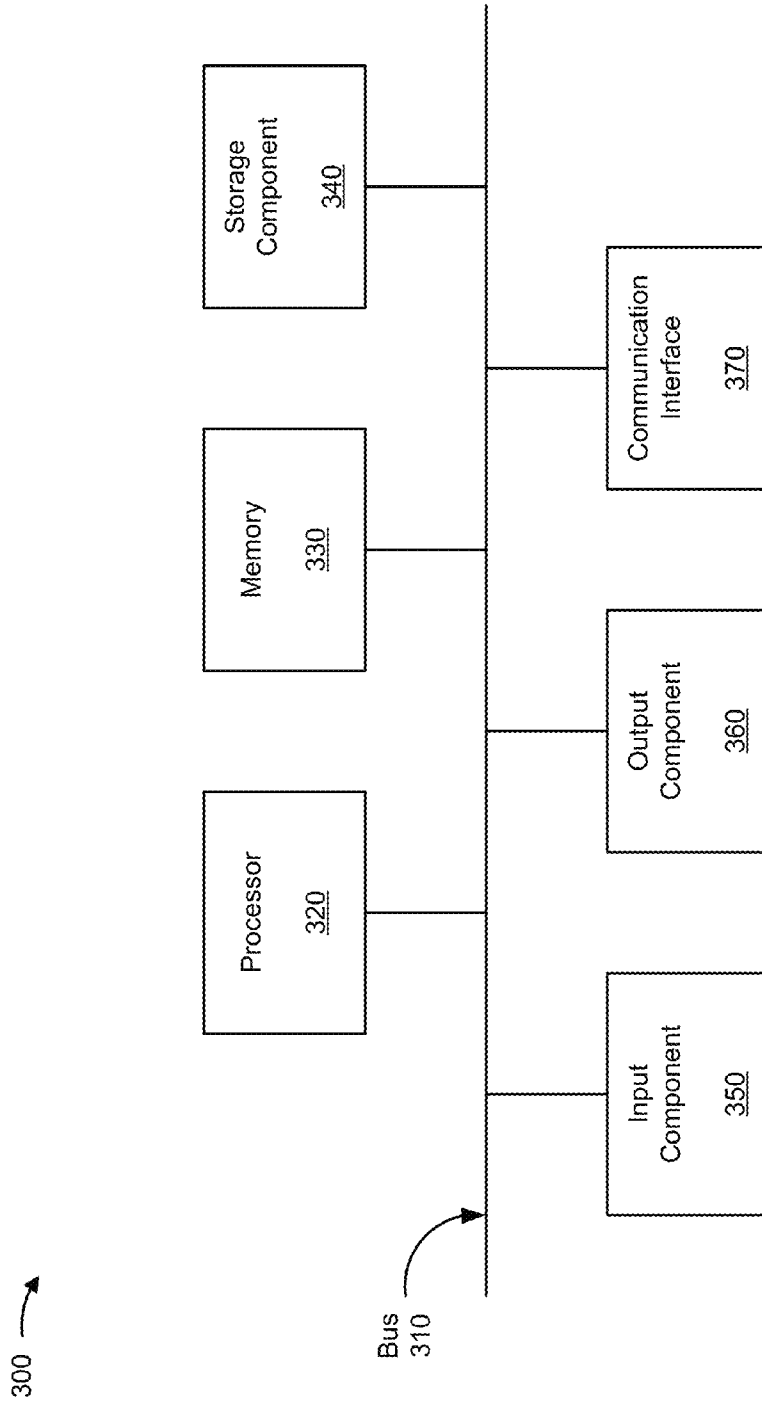 300
Bus
310
Processor
320
Memory
330
Storage
Component
340
Input
Component
350
Output
Component
360
Communication
Interface
370